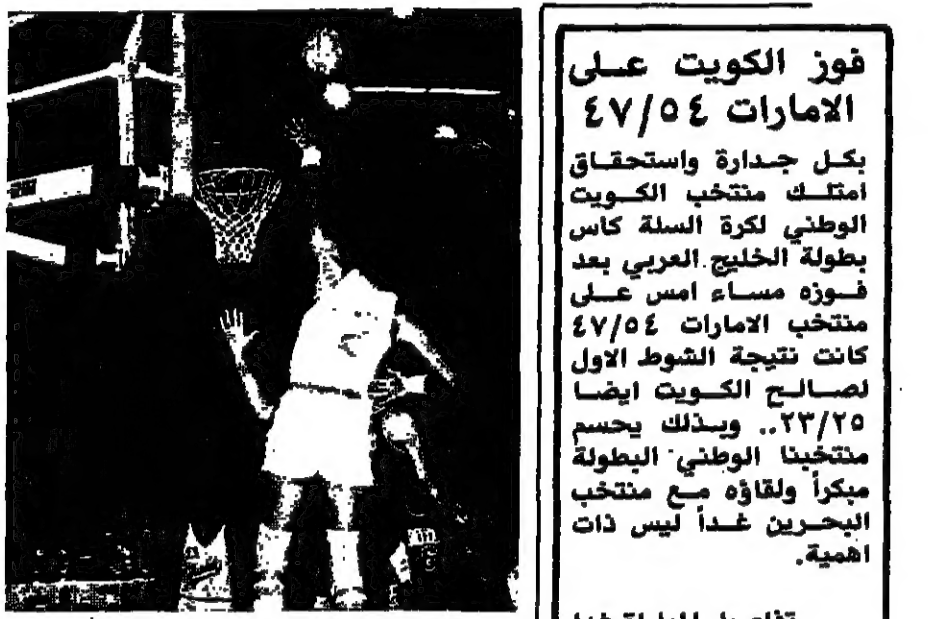 فوز الكويت على
الامارات ٤٧/٥٤
بكل جدارة واستحقاق
امتلك منتخب الكويت
الوطني لكرة السلة كاس
بطولة الخليج العربي بعد
فوزه مساء امس على
منتخب الامارات ٤٧/٥٤
كانت نتيجة الشوط الاول
لصالح الكويت ايضا
٢٣/٢٥.. وبذلك يحسم
منتخبنا الوطني البطولة
مبكراً ولقاؤه مع منتخب
البحرين غداً ليس ذات
اهمية.